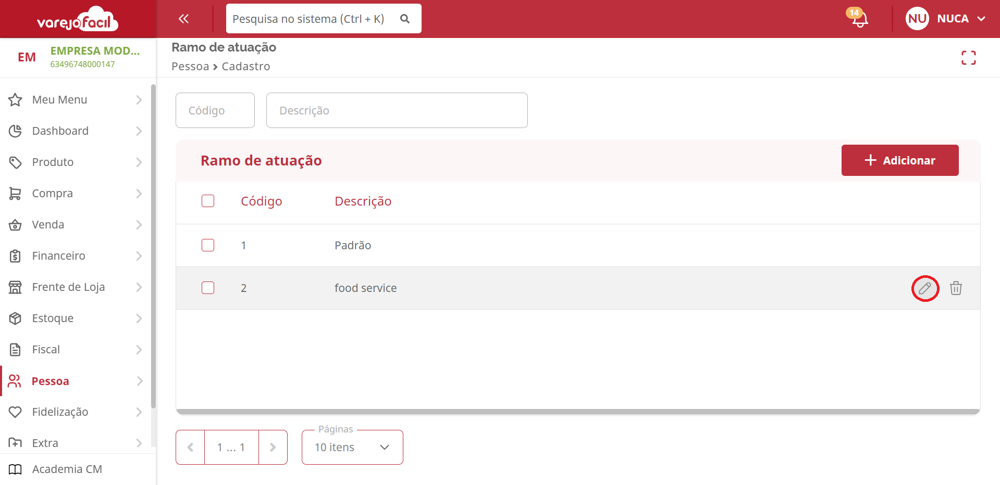 varejofacil
Pesquisa no sistema (Ctrl + K)
14
NU
NUCA
EM
EMPRESA MOD...
63496748000147
Ramo de atuação
Pessoa > Cadastro
Meu Menu
Dashboard
Produto
Compra
Venda
Financeiro
Frente de Loja
Estoque
Fiscal
Pessoa
Fidelização
Extra
Academia CM
Código
Descrição
Ramo de atuação
+ Adicionar
Código Descrição
1 Padrão
2 food service
1 ... 1
Páginas
10 itens